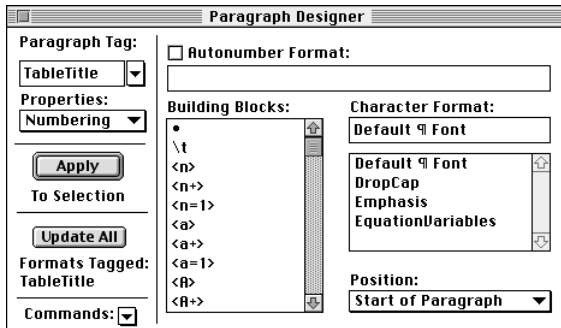 Paragraph Designer
Paragraph Tag:
TableTitle
Properties:
Numbering
Apply
To Selection
Update All
Formats Tagged:
TableTitle
Commands:
Autonumber Format:
Building Blocks:
•
\t
<n>
<n+>
<n=1>
<a>
<a+>
<a=1>
<A>
<A+>
Character Format:
Default ¶ Font
Default ¶ Font
DropCap
Emphasis
EquationVariables
Position:
Start of Paragraph